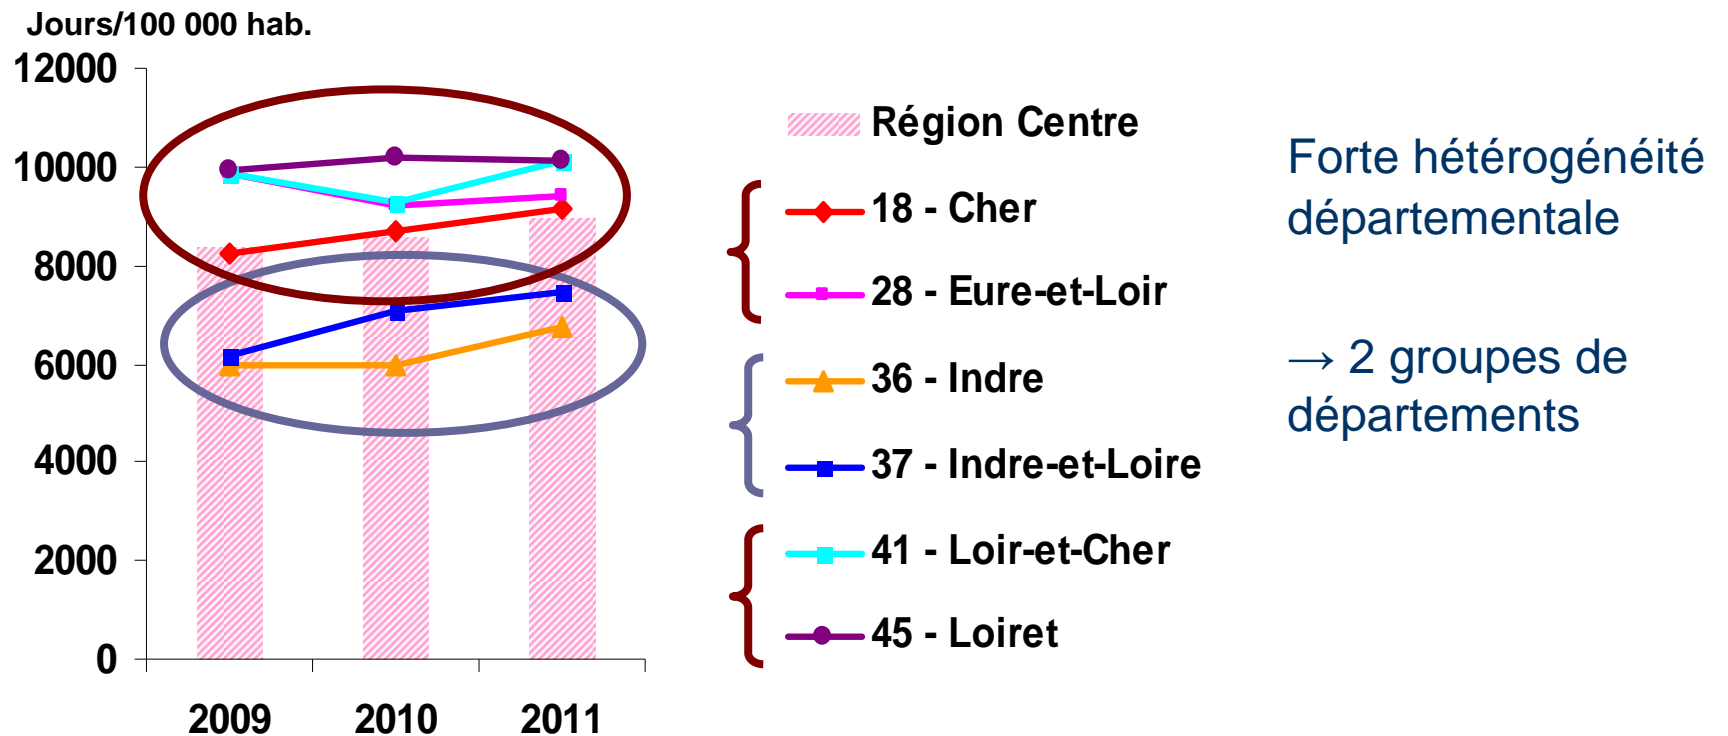 Jours/100 000 hab.
12000
10000
8000
6000
4000
2000
0
2009 2010 2011
Région Centre
18 - Cher
28 - Eure-et-Loir
36 - Indre
37 - Indre-et-Loire
41 - Loir-et-Cher
45 - Loiret
Forte hétérogénéité
départementale
→ 2 groupes de
départements